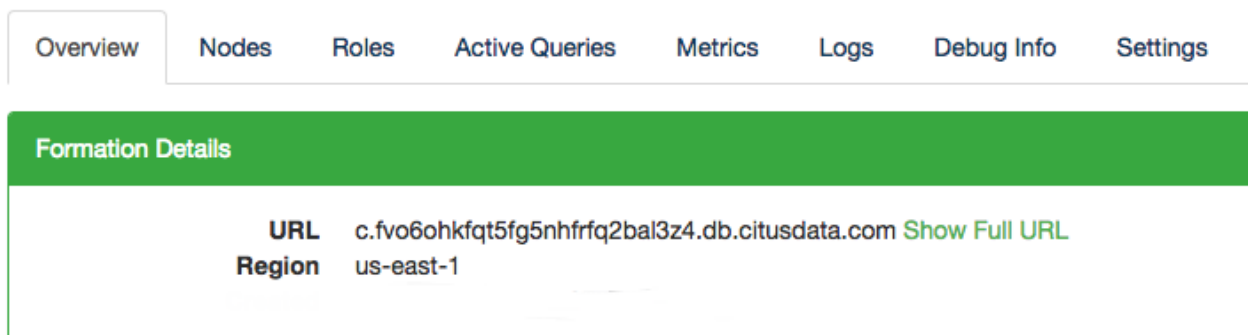 Overview Nodes Roles Active Queries Metrics Logs Debug Info Settings
Formation Details
URL c.fvo6ohkfqt5fg5nhfrfq2bal3z4.db.citusdata.com Show Full URL
Region us-east-1